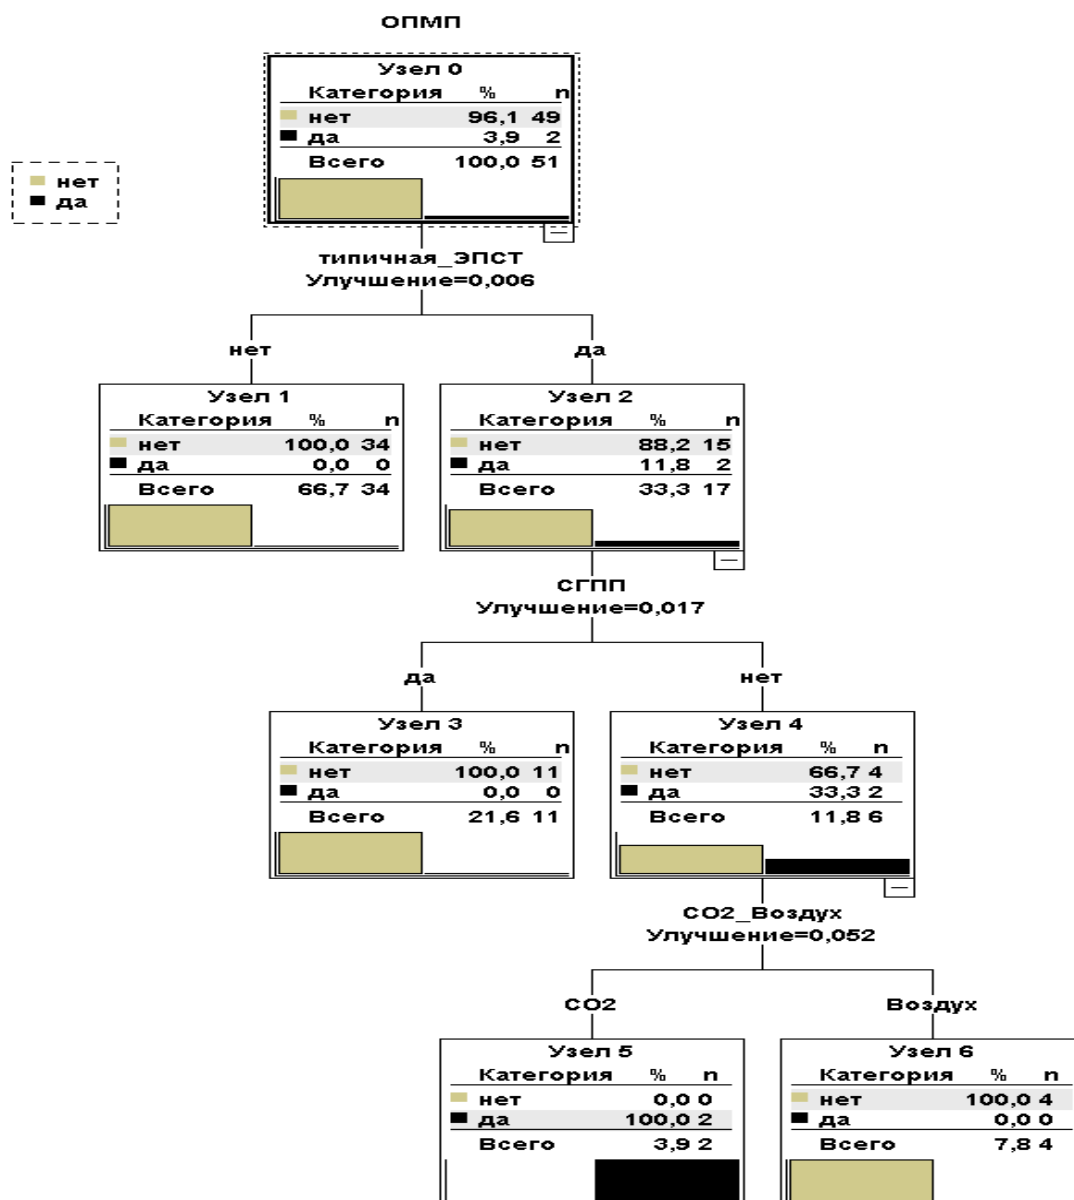 ОПМП
Узел 0
Категория % n
нет 96,1 49
да 3,9 2
Всего 100,0 51
нет
да
типичная_ЭПСТ
Улучшение=0,006
нет да
Узел 1
Категория % n
нет 100,0 34
да 0,0 0
Всего 66,7 34
Узел 2
Категория % n
нет 88,2 15
да 11,8 2
Всего 33,3 17
СГПП
Улучшение=0,017
да нет
Узел 3
Категория % n
нет 100,0 11
да 0,0 0
Всего 21,6 11
Узел 4
Категория % n
нет 66,7 4
да 33,3 2
Всего 11,8 6
СО2_Воздух
Улучшение=0,052
СО2 Воздух
Узел 5
Категория % n
нет 0,0 0
да 100,0 2
Всего 3,9 2
Узел 6
Категория % n
нет 100,0 4
да 0,0 0
Всего 7,8 4